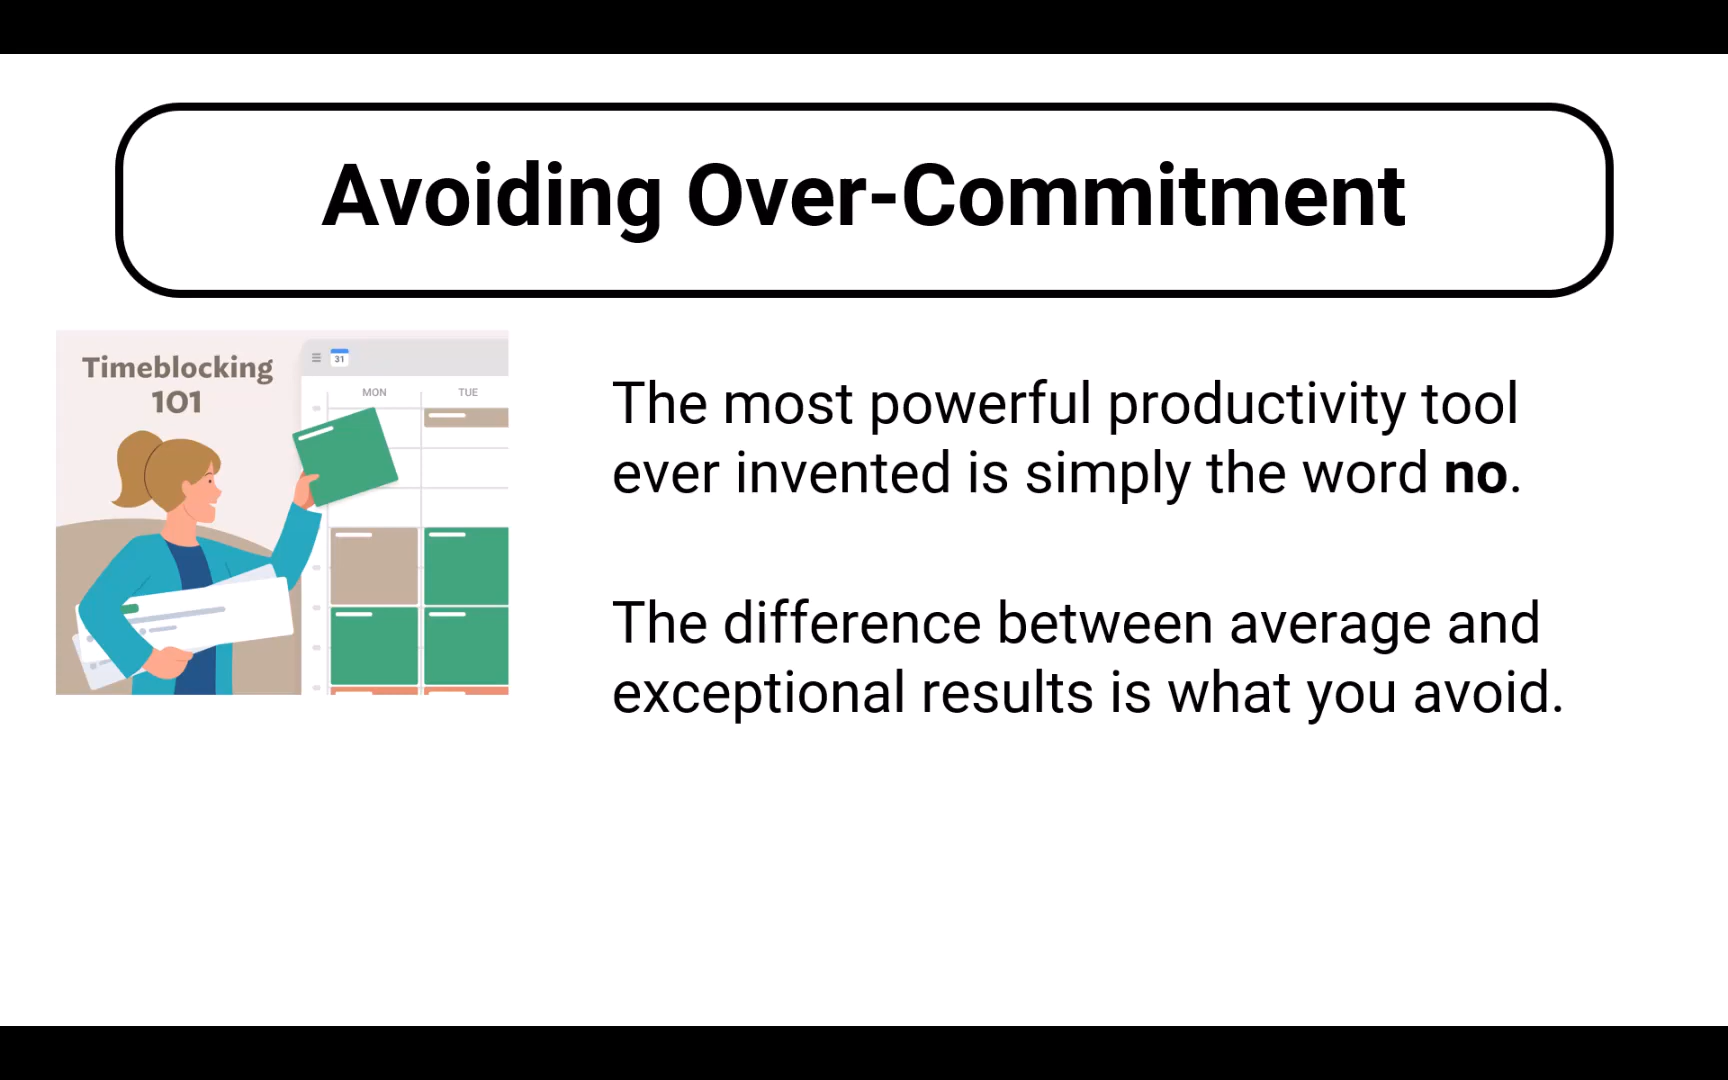 Avoiding Over-Commitment
Timeblocking
101
31
MON
TUE
The most powerful productivity tool
ever invented is simply the word no.
The difference between average and
exceptional results is what you avoid.